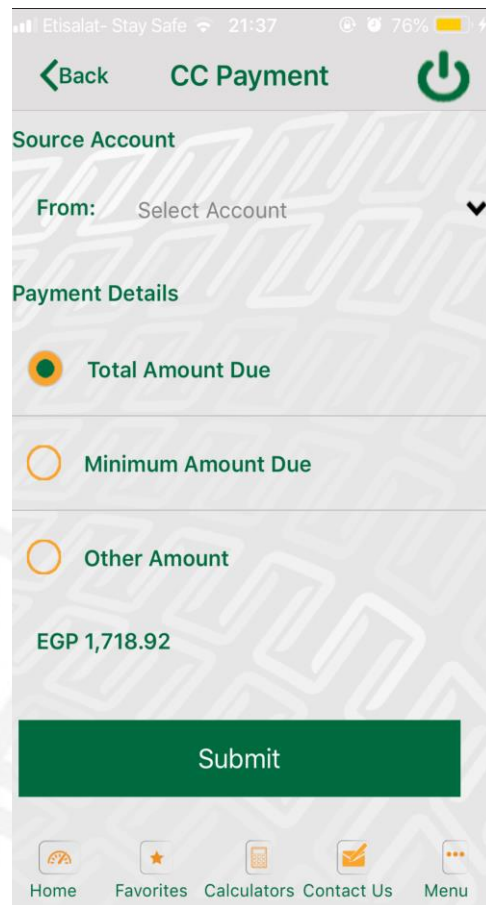 Etisalat- Stay Safe 21:37 76%
Back CC Payment
Source Account
From: Select Account
Payment Details
Total Amount Due
Minimum Amount Due
Other Amount
EGP 1,718.92
Submit
Home Favorites Calculators Contact Us Menu